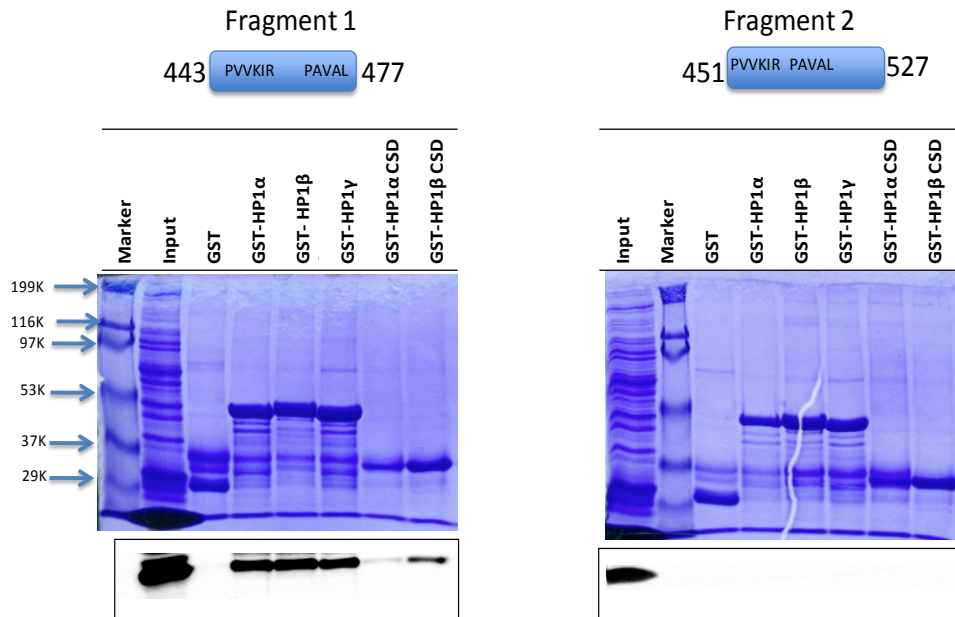 Fragment 1
443 PVVKIR PAVAL 477
Marker
Input
GST
GST-HP1α
GST- HP1β
GST-HP1γ
GST-HP1α CSD
GST-HP1β CSD
199K
116K
97K
53K
37K
29K
Fragment 2
451 PVVKIR PAVAL 527
Input
Marker
GST
GST-HP1α
GST-HP1β
GST-HP1γ
GST-HP1α CSD
GST-HP1β CSD